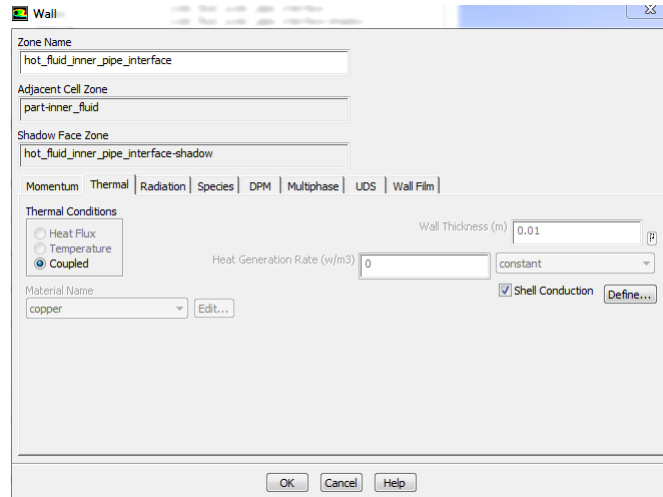 Wall
Zone Name
hot_fluid_inner_pipe_interface
Adjacent Cell Zone
part-inner_fluid
Shadow Face Zone
hot_fluid_inner_pipe_interface-shadow
Momentum Thermal Radiation Species DPM Multiphase UDS Wall Film
Thermal Conditions
Heat Flux
Temperature
Coupled
Wall Thickness (m) 0.01 P
Heat Generation Rate (w/m3) 0 constant
Material Name
copper Edit...
Shell Conduction Define...
OK Cancel Help